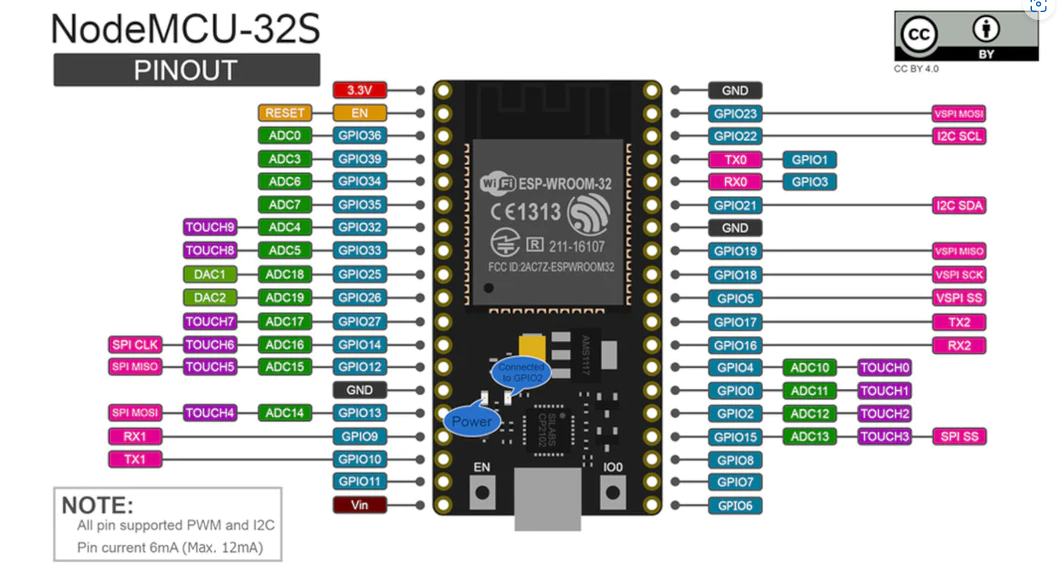 NodeMCU-32S
PINOUT
CC BY
CC BY 4.0
3.3V
RESET EN
ADC0 GPIO36
ADC3 GPIO39
ADC6 GPIO34
ADC7 GPIO35
TOUCH9 ADC4 GPIO32
TOUCH8 ADC5 GPIO33
DAC1 ADC18 GPIO25
DAC2 ADC19 GPIO26
TOUCH7 ADC17 GPIO27
SPI CLK TOUCH6 ADC16 GPIO14
SPI MISO TOUCH5 ADC15 GPIO12
GND
SPI MOSI TOUCH4 ADC14 GPIO13
RX1 GPIO9
TX1 GPIO10
GPIO11
Vin
WiFi ESP-WROOM-32
CE1313
R 211-16107
FCC ID:2AC7Z-ESPWROOM32
AMS1117
Connected
to GPIO2
Power
SILABS
CP2102
EN
IO0
GND
GPIO23 VSPI MOSI
GPIO22 I2C SCL
TX0 GPIO1
RX0 GPIO3
GPIO21 I2C SDA
GND
GPIO19 VSPI MISO
GPIO18 VSPI SCK
GPIO5 VSPI SS
GPIO17 TX2
GPIO16 RX2
GPIO4 ADC10 TOUCH0
GPIO0 ADC11 TOUCH1
GPIO2 ADC12 TOUCH2
GPIO15 ADC13 TOUCH3 SPI SS
GPIO8
GPIO7
GPIO6
NOTE:
All pin supported PWM and I2C
Pin current 6mA (Max. 12mA)